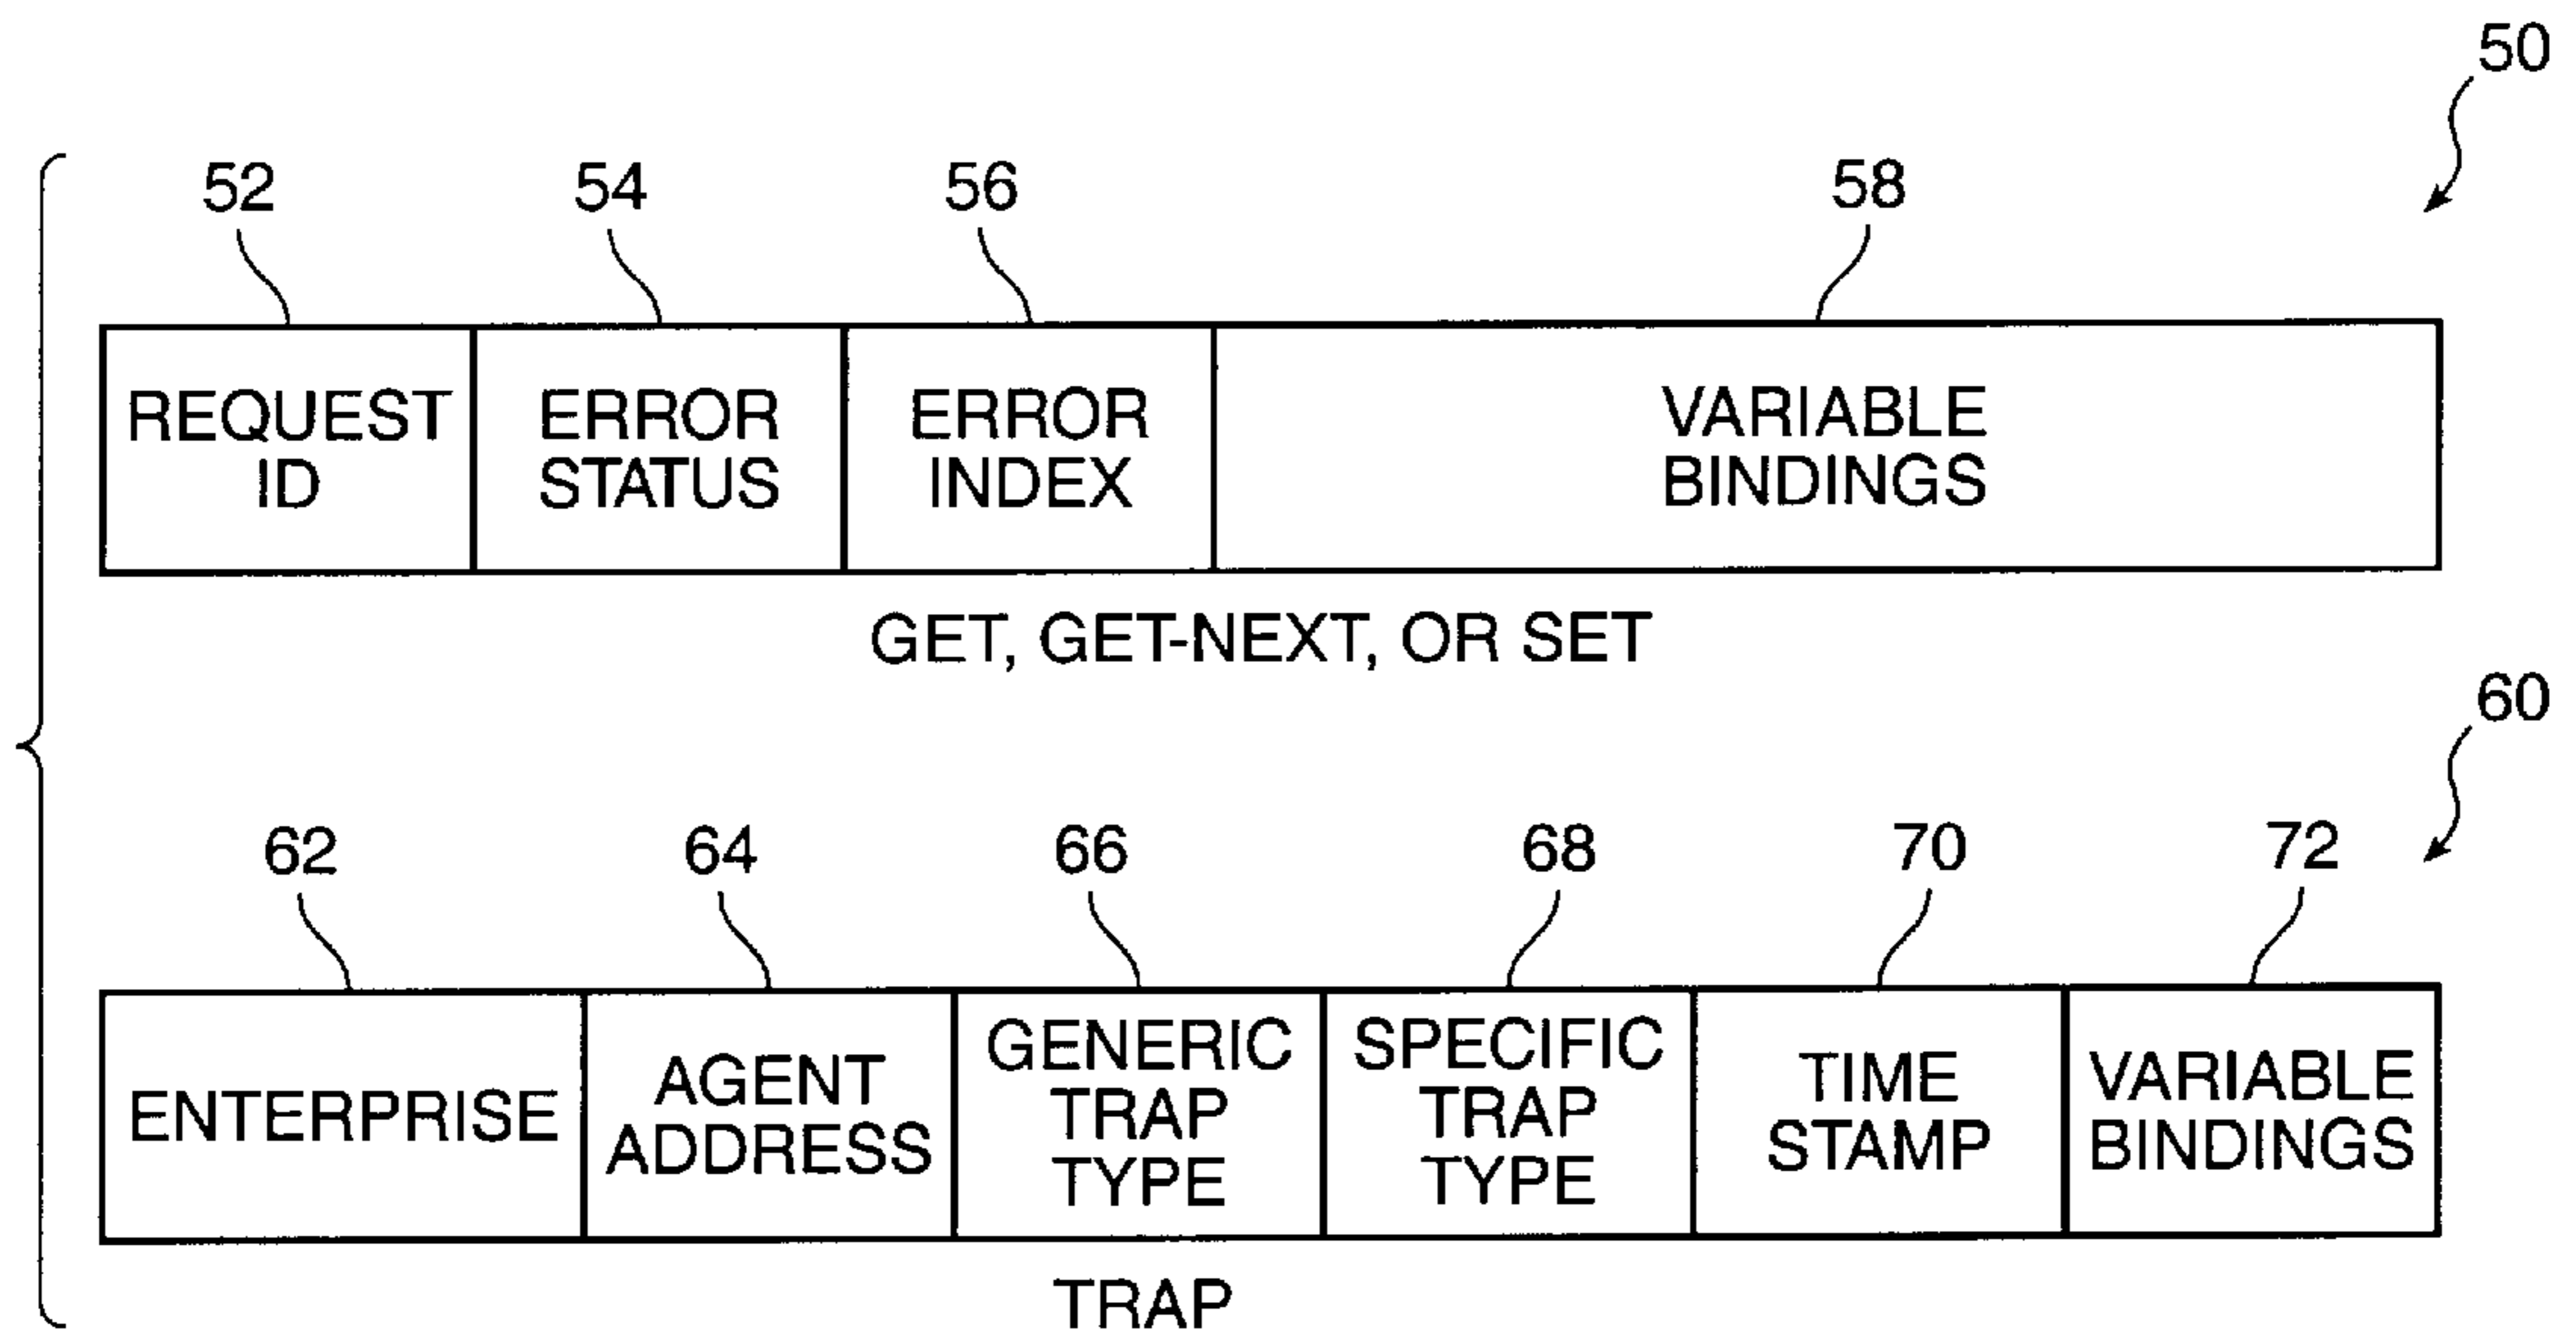 50
52 54 56 58
REQUEST ID
ERROR STATUS
ERROR INDEX
VARIABLE BINDINGS
GET, GET-NEXT, OR SET
60
62 64 66 68 70 72
ENTERPRISE
AGENT ADDRESS
GENERIC TRAP TYPE
SPECIFIC TRAP TYPE
TIME STAMP
VARIABLE BINDINGS
TRAP